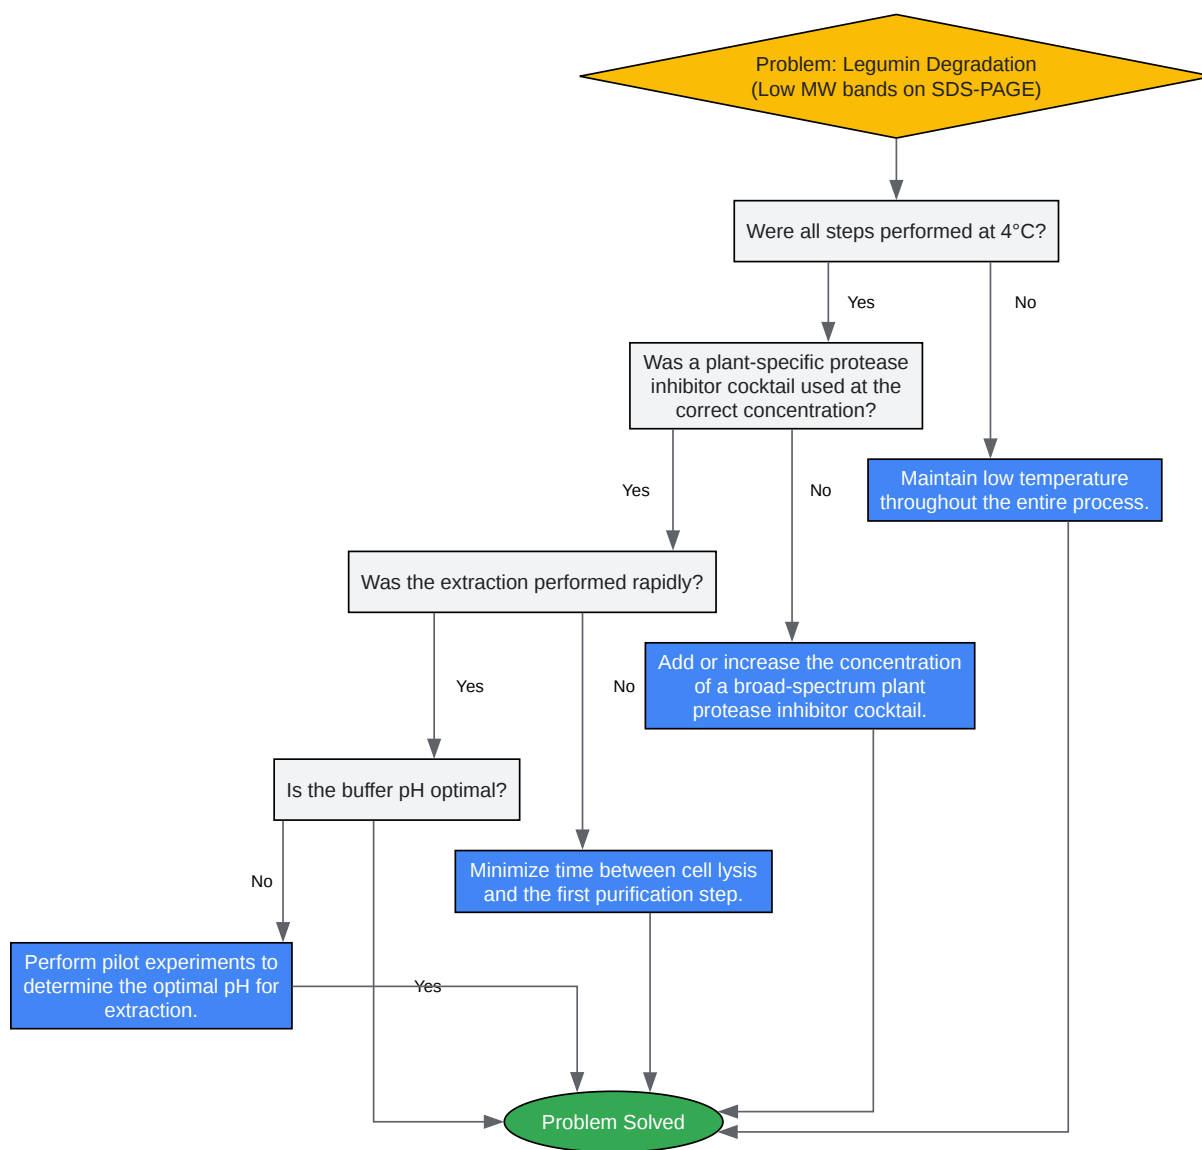 Problem: Legumin Degradation
(Low MW bands on SDS-PAGE)
Were all steps performed at 4°C?
Yes
No
Was a plant-specific protease
inhibitor cocktail used at the
correct concentration?
Maintain low temperature
throughout the entire process.
Yes
No
Was the extraction performed rapidly?
Add or increase the concentration
of a broad-spectrum plant
protease inhibitor cocktail.
Yes
No
Is the buffer pH optimal?
Minimize time between cell lysis
and the first purification step.
No
Perform pilot experiments to
determine the optimal pH for
extraction.
Yes
Problem Solved